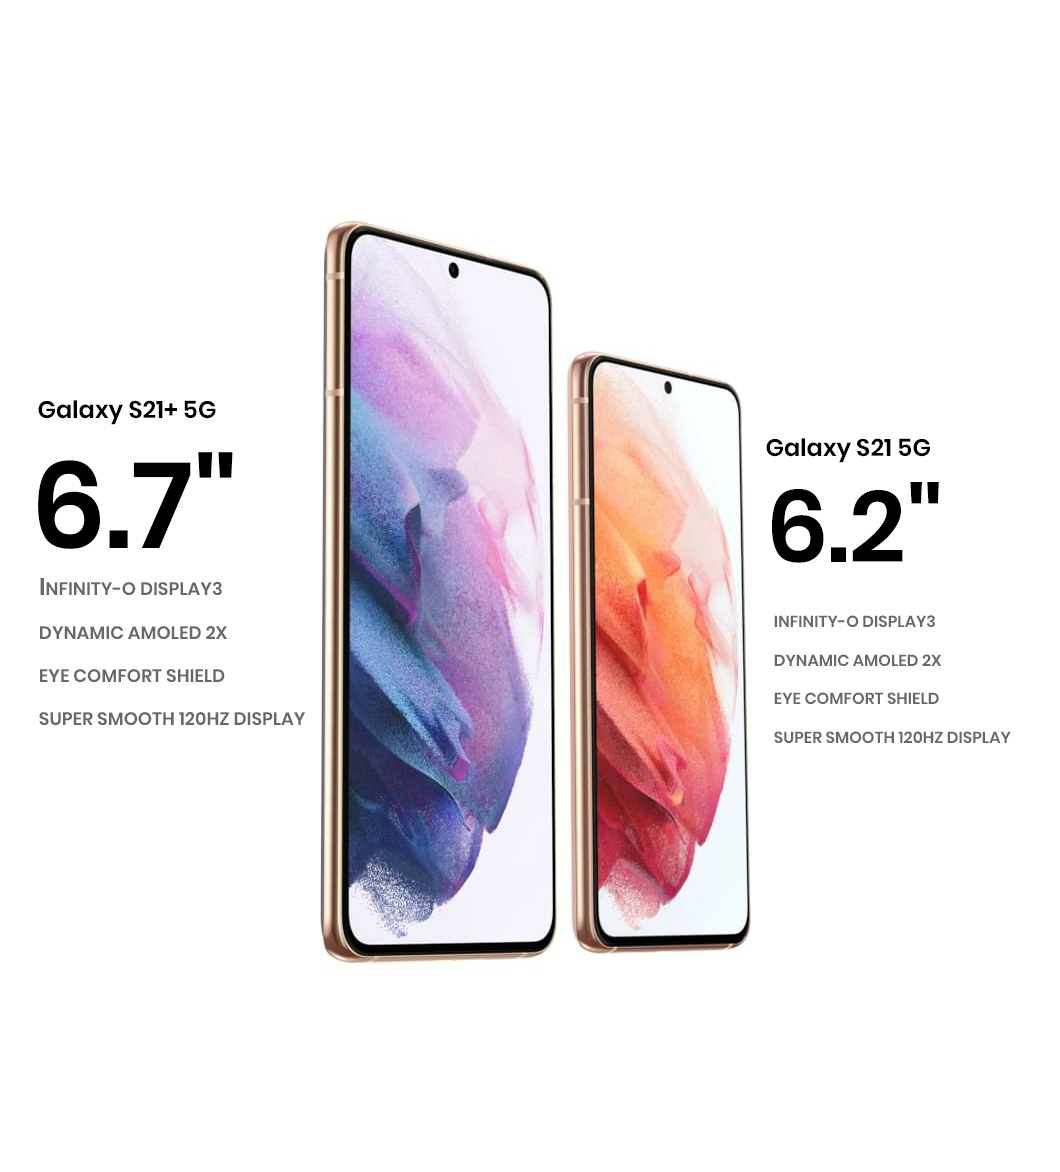 Galaxy S21+ 5G
6.7"
INFINITY-O DISPLAY3
DYNAMIC AMOLED 2X
EYE COMFORT SHIELD
SUPER SMOOTH 120HZ DISPLAY
Galaxy S21 5G
6.2"
INFINITY-O DISPLAY3
DYNAMIC AMOLED 2X
EYE COMFORT SHIELD
SUPER SMOOTH 120HZ DISPLAY